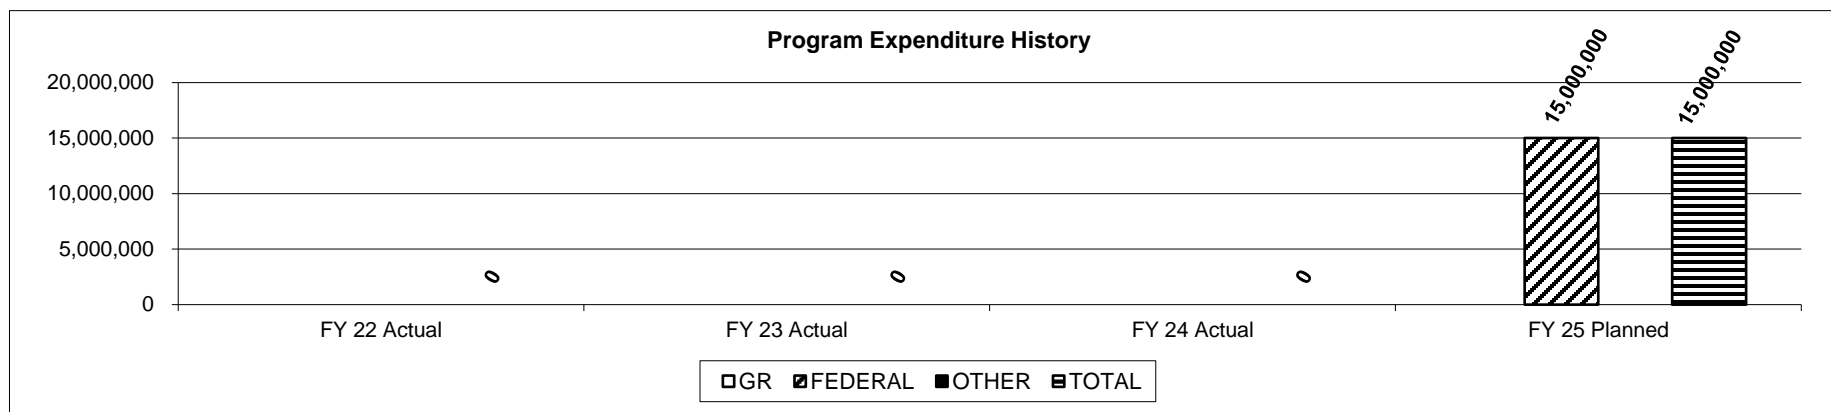 Program Expenditure History
20,000,000
15,000,000
10,000,000
5,000,000
0
0
0
0
15,000,000
15,000,000
FY 22 Actual
FY 23 Actual
FY 24 Actual
FY 25 Planned
GR FEDERAL OTHER TOTAL